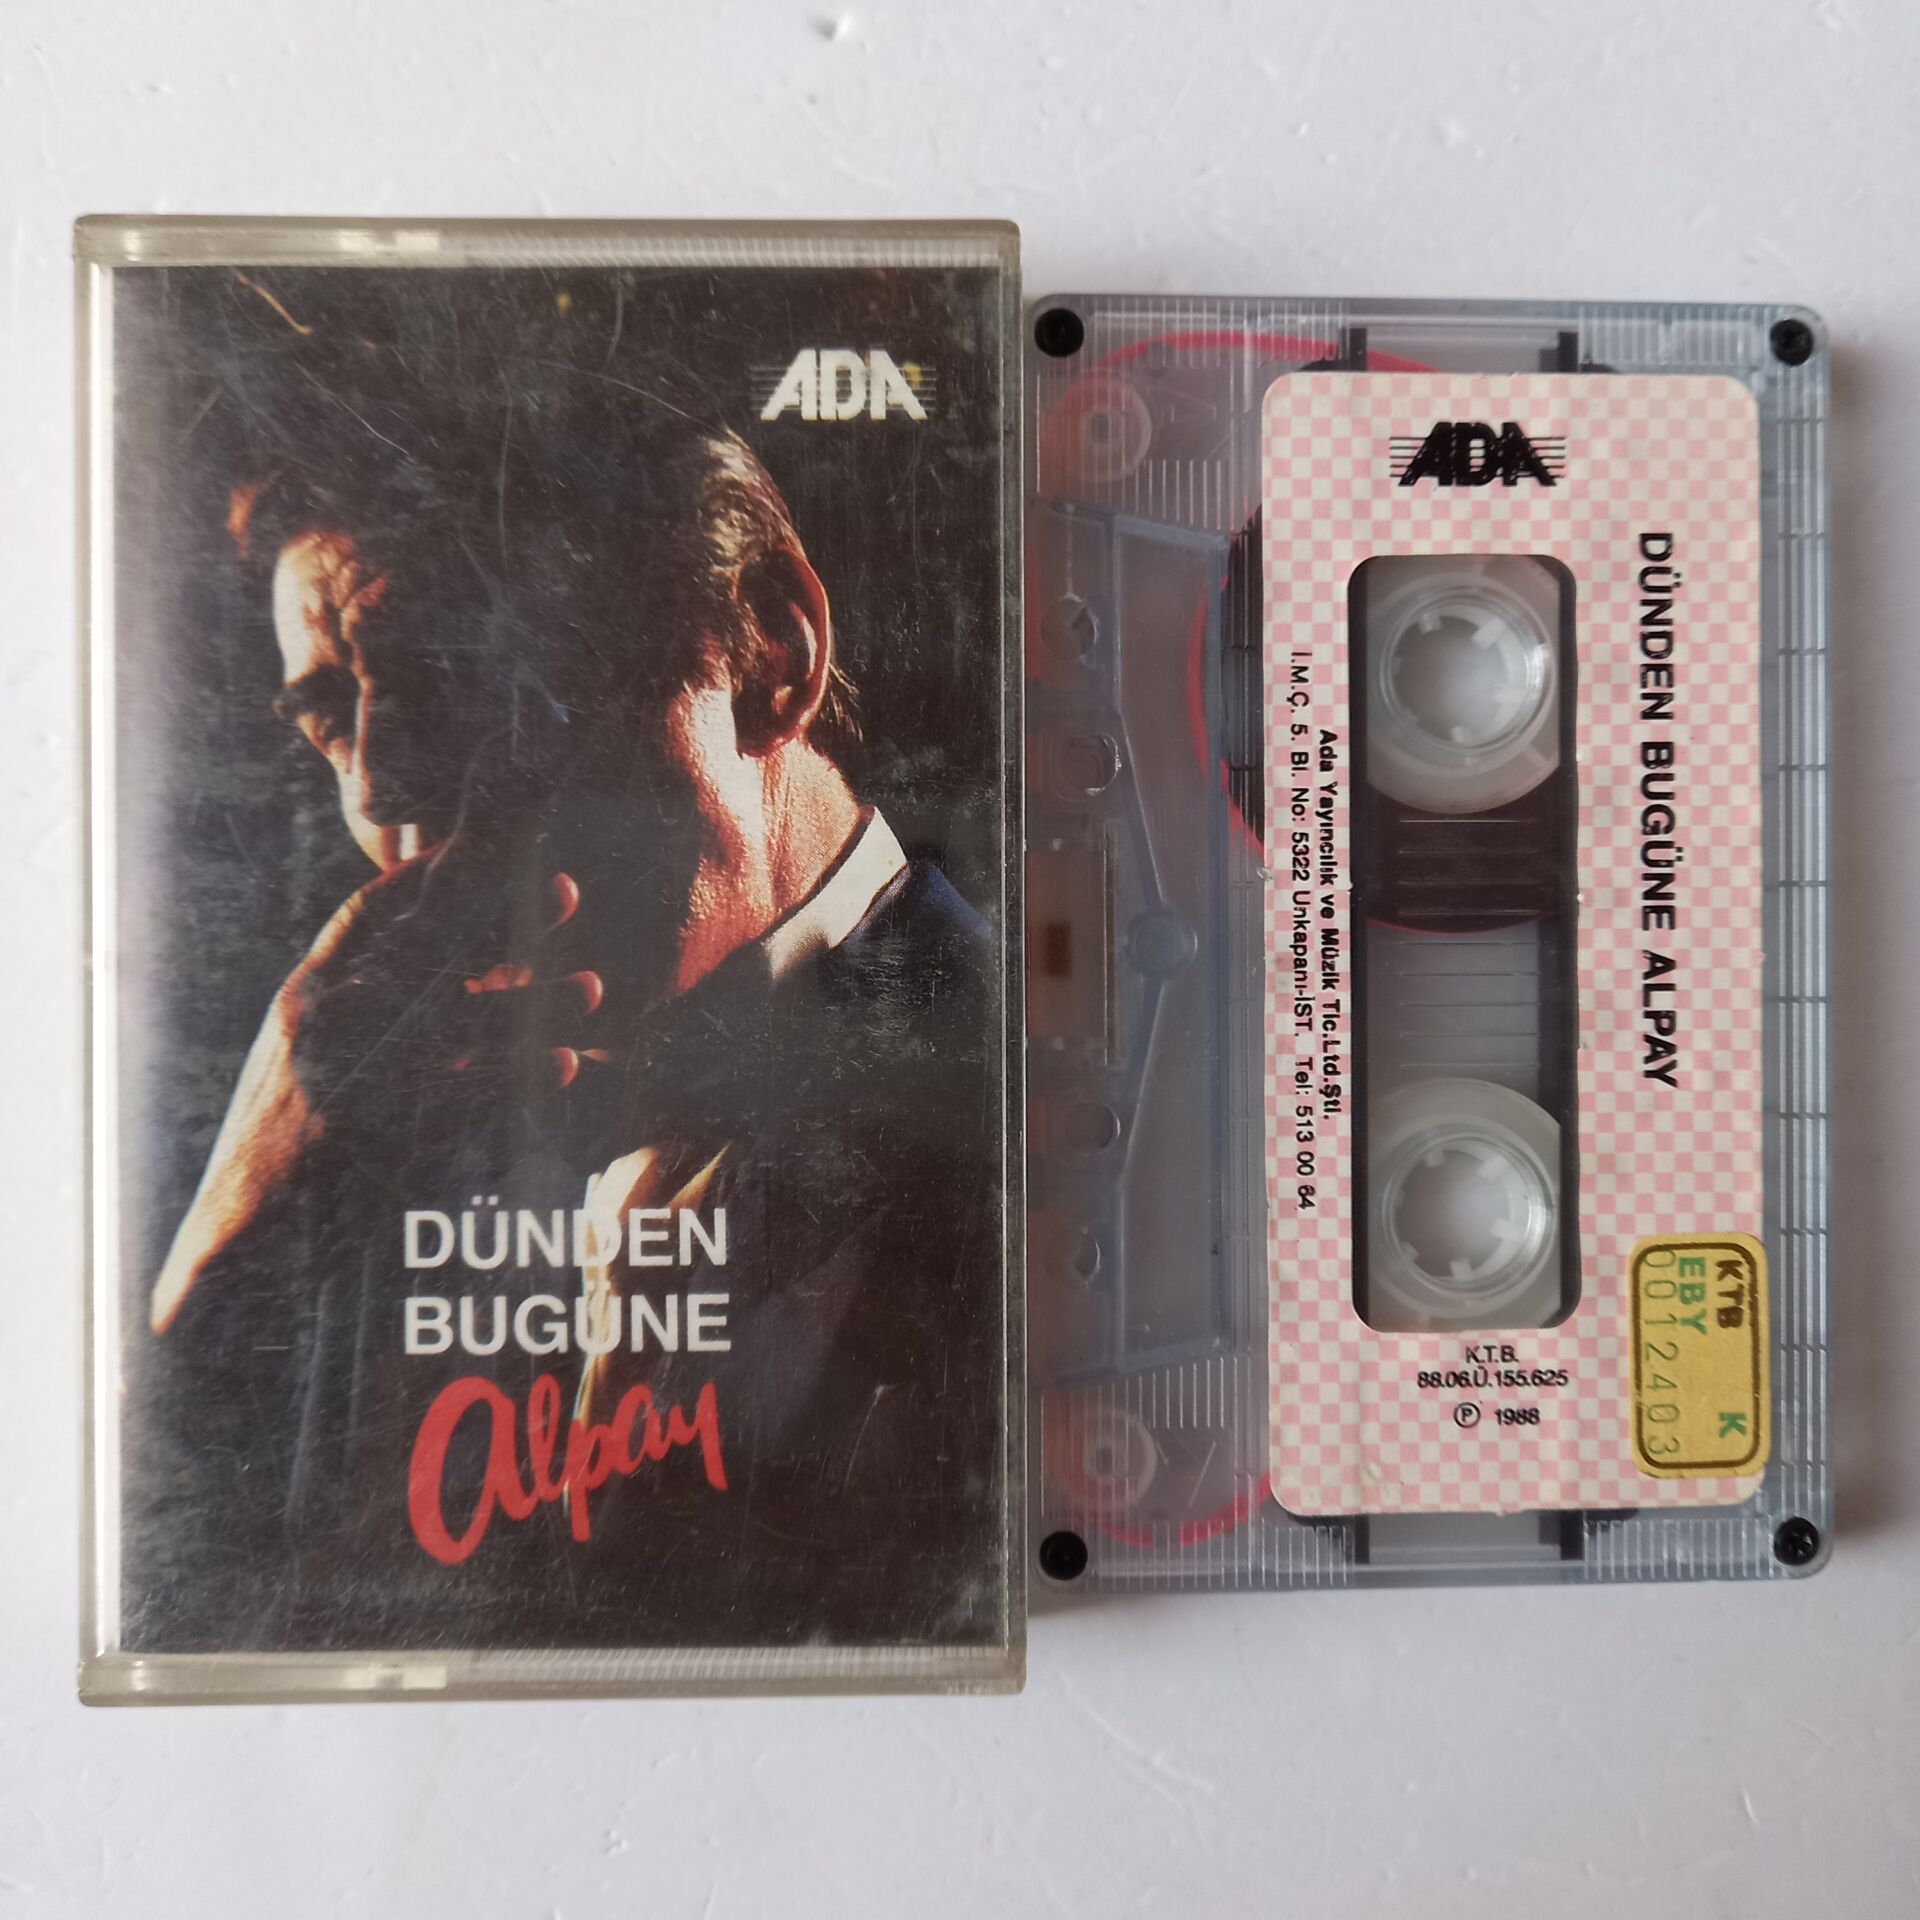 ADA
DÜNDEN
BUGÜNE
Alpay
ADA
DÜNDEN BUGÜNE ALPAY
Ada Yayıncılık ve Müzik Tic.Ltd.Şti.
İ.M.Ç. 5. Bl. No: 5322 Unkapanı-İST. Tel: 513 00 64
K.T.B.
88.06.Ü.155.625
Ⓟ 1988
KTB K
EBY
0012403